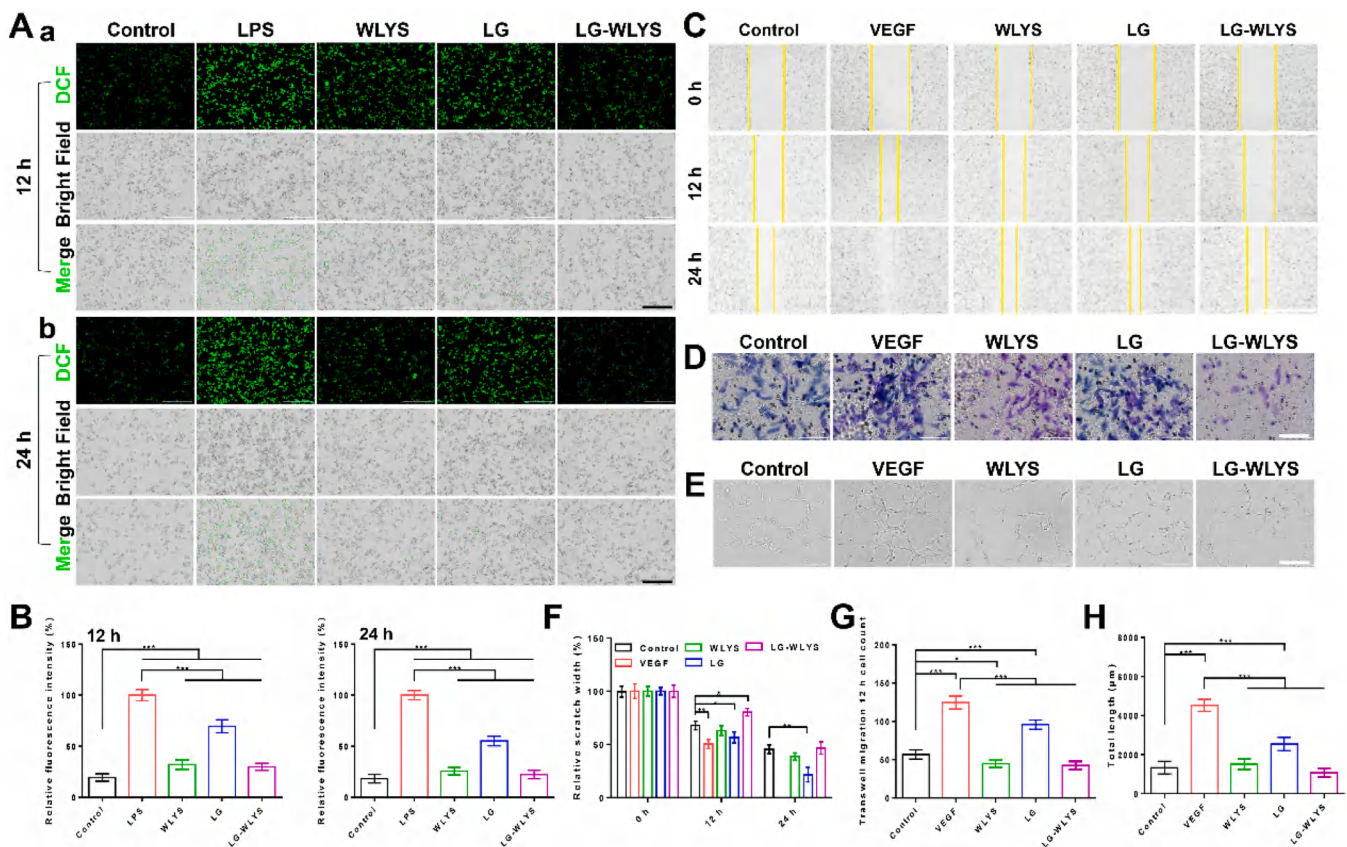 A
a
Control
LPS
WLYS
LG
LG-WLYS
12 h
DCF
Bright Field
Merge
b
24 h
DCF
Bright Field
Merge
C
Control
VEGF
WLYS
LG
LG-WLYS
0 h
12 h
24 h
D
Control
VEGF
WLYS
LG
LG-WLYS
E
Control
VEGF
WLYS
LG
LG-WLYS
B
12 h
Relative fluorescence intensity (%)
150
100
50
0
***
***
Control
LPS
WLYS
LG
LG-WLYS
24 h
Relative fluorescence intensity (%)
150
100
50
0
***
***
Control
LPS
WLYS
LG
LG-WLYS
F
Relative scratch width (%)
150
100
50
0
Control
WLYS
LG-WLYS
VEGF
LG
**
*
*
**
0 h
12 h
24 h
G
Transwell migration 12 h cell count
200
150
100
50
0
***
*
***
***
Control
VEGF
WLYS
LG
LG-WLYS
H
Total length (μm)
8000
6000
4000
2000
0
***
***
***
Control
VEGF
WLYS
LG
LG-WLYS